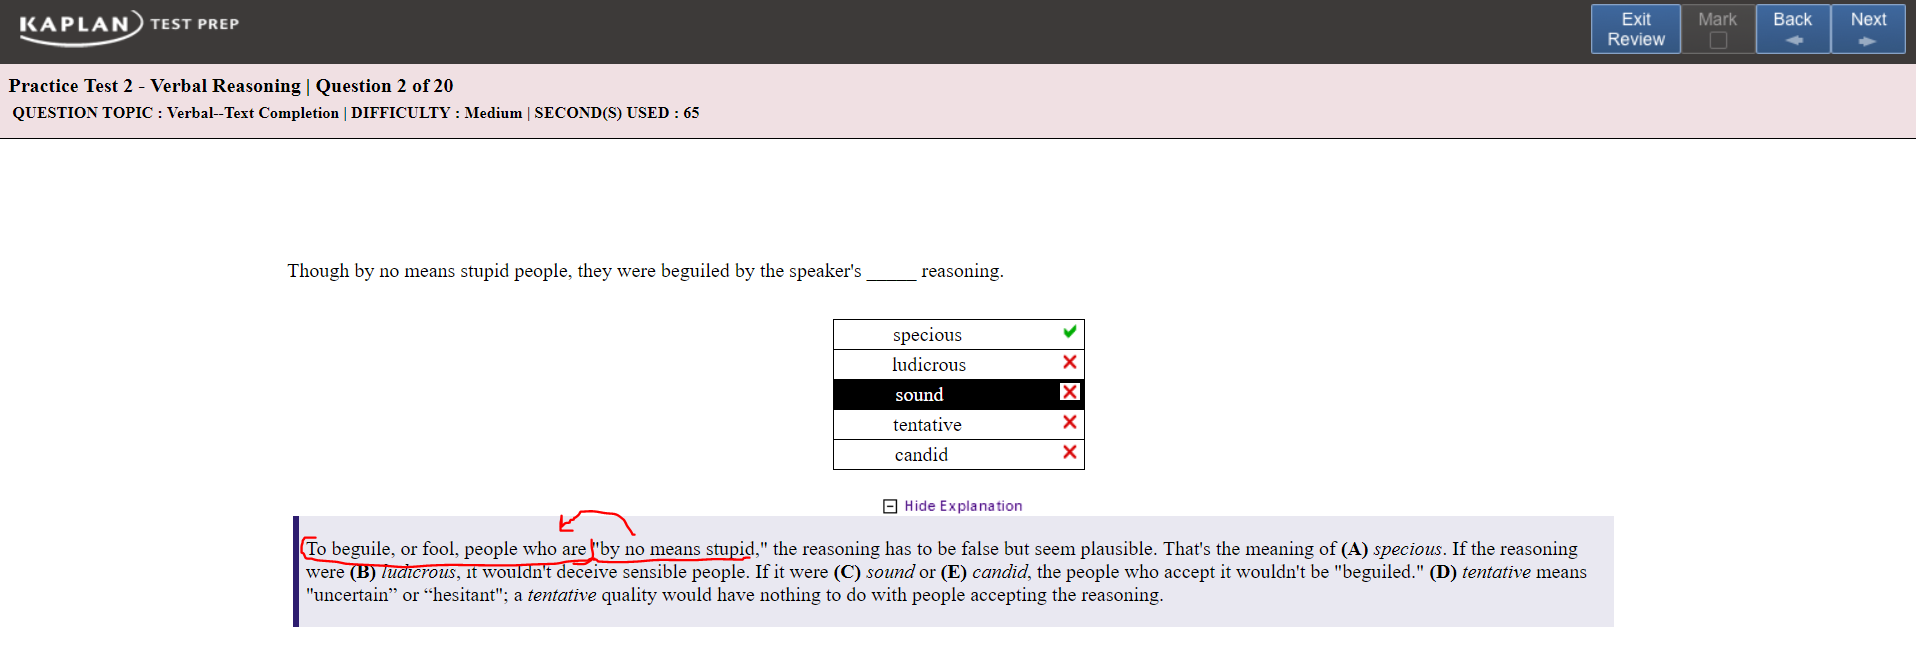 KAPLAN TEST PREP
Exit Review
Mark
Back
Next
Practice Test 2 - Verbal Reasoning | Question 2 of 20
QUESTION TOPIC : Verbal--Text Completion | DIFFICULTY : Medium | SECOND(S) USED : 65
Though by no means stupid people, they were beguiled by the speaker's _____ reasoning.
specious
ludicrous
sound
tentative
candid
Hide Explanation
To beguile, or fool, people who are "by no means stupid," the reasoning has to be false but seem plausible. That's the meaning of (A) specious. If the reasoning
were (B) ludicrous, it wouldn't deceive sensible people. If it were (C) sound or (E) candid, the people who accept it wouldn't be "beguiled." (D) tentative means
"uncertain” or “hesitant"; a tentative quality would have nothing to do with people accepting the reasoning.